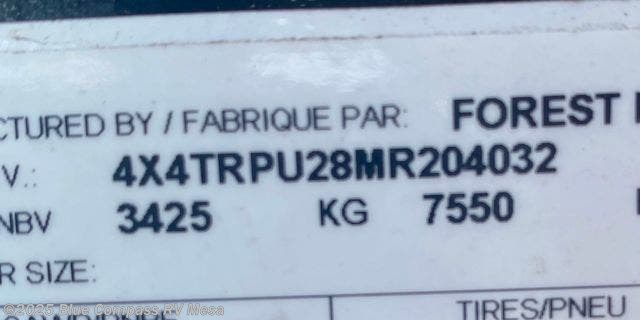 CTURED BY / FABRIQUE PAR: FOREST
V.: 4X4TRPU28MR204032
NBV 3425 KG 7550
R SIZE:
TIRES/PNEU
©2025 Blue Compass RV Mesa